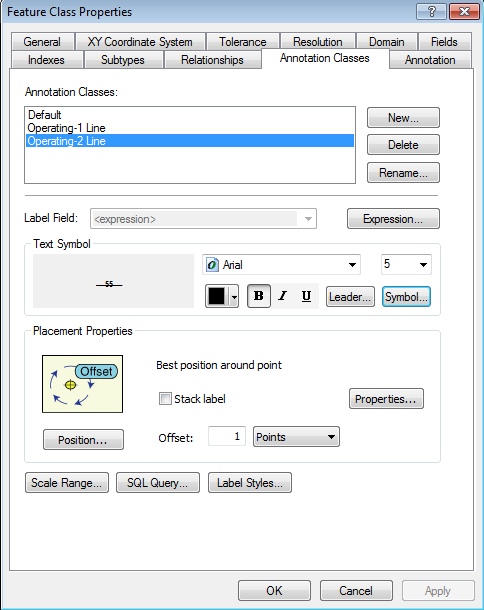 Feature Class Properties
General XY Coordinate System Tolerance Resolution Domain Fields
Indexes Subtypes Relationships Annotation Classes Annotation
Annotation Classes:
Default
Operating-1 Line
Operating-2 Line
New...
Delete
Rename...
Label Field: <expression> Expression...
Text Symbol
55
Arial 5
B I U Leader... Symbol...
Placement Properties
Offset
Best position around point
Stack label Properties...
Position... Offset: 1 Points
Scale Range... SQL Query... Label Styles...
OK Cancel Apply